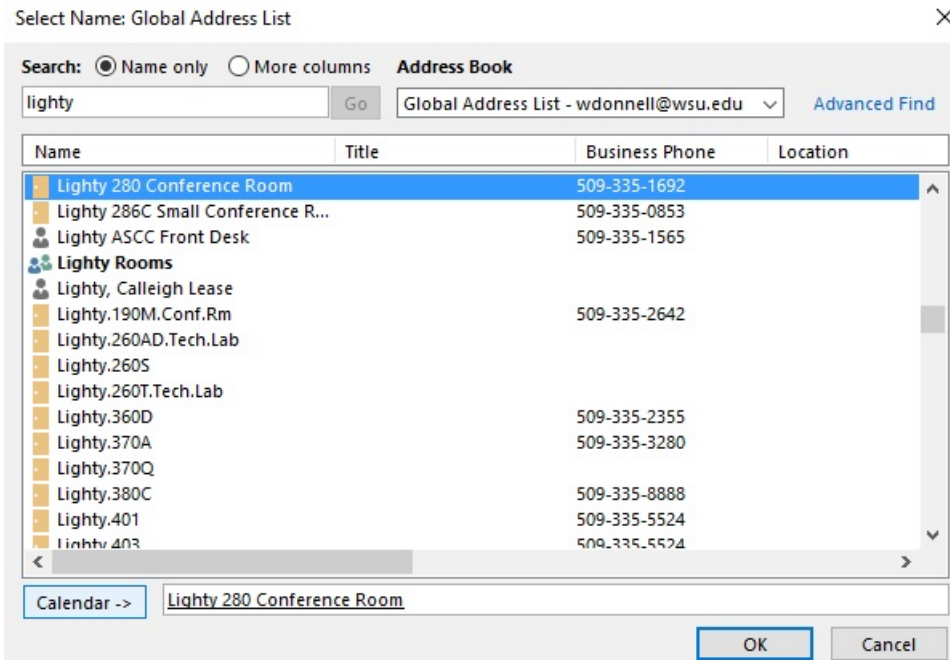 Select Name: Global Address List
Search: Name only More columns Address Book
lighty Go Global Address List - wdonnell@wsu.edu Advanced Find
Name Title Business Phone Location
Lighty 280 Conference Room 509-335-1692
Lighty 286C Small Conference R... 509-335-0853
Lighty ASCC Front Desk 509-335-1565
Lighty Rooms
Lighty, Calleigh Lease
Lighty.190M.Conf.Rm 509-335-2642
Lighty.260AD.Tech.Lab
Lighty.260S
Lighty.260T.Tech.Lab
Lighty.360D 509-335-2355
Lighty.370A 509-335-3280
Lighty.370Q
Lighty.380C 509-335-8888
Lighty.401 509-335-5524
Lighty.403 509-335-5524
Calendar -> Lighty 280 Conference Room
OK Cancel